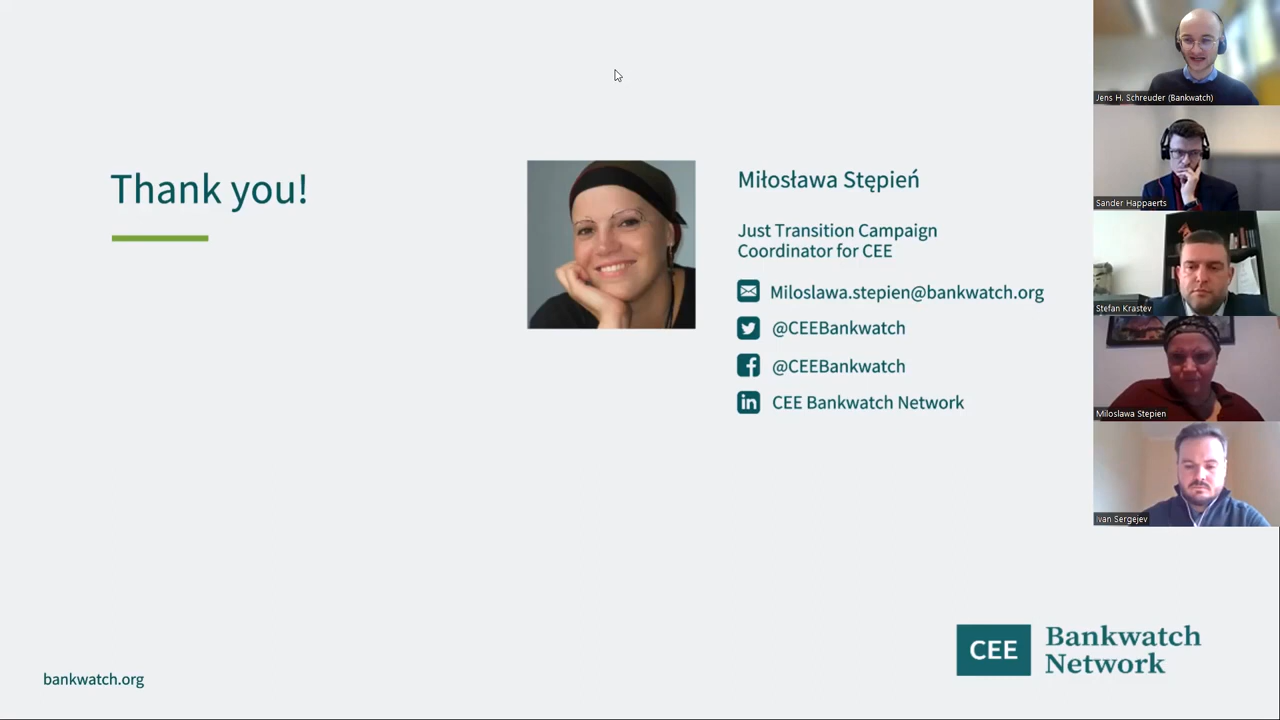 Thank you!
Miłosława Stępień
Just Transition Campaign
Coordinator for CEE
Miloslawa.stepien@bankwatch.org
@CEEBankwatch
@CEEBankwatch
in CEE Bankwatch Network
bankwatch.org
CEE
Bankwatch
Network
Jens H. Schreuder (Bankwatch)
Sander Happaerts
Stefan Krastev
Miloslawa Stepien
Ivan Sergejev